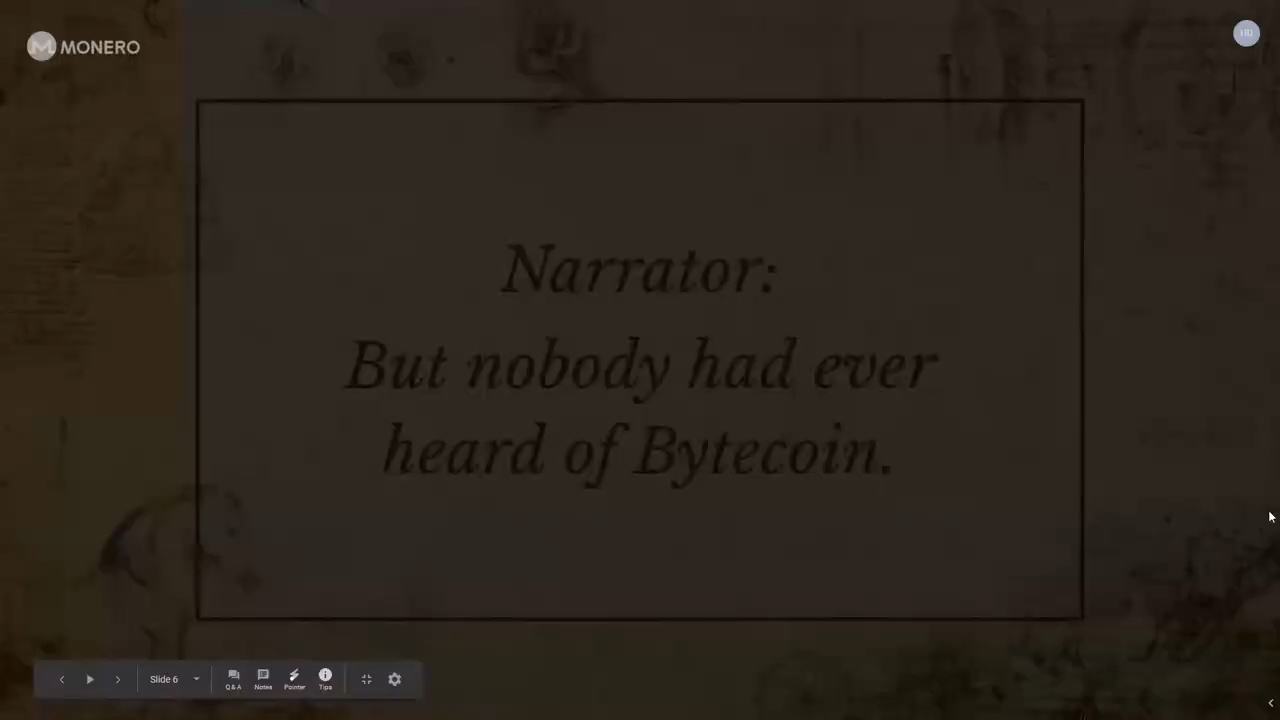 MONERO
Narrator:
But nobody had ever
heard of Bytecoin.
Slide 6
Q&A
Notes
Pointer
Tips